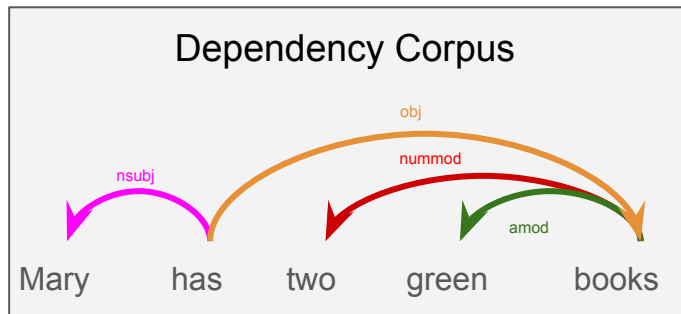 Dependency Corpus
obj
nummod
nsubj
amod
Mary has two green books